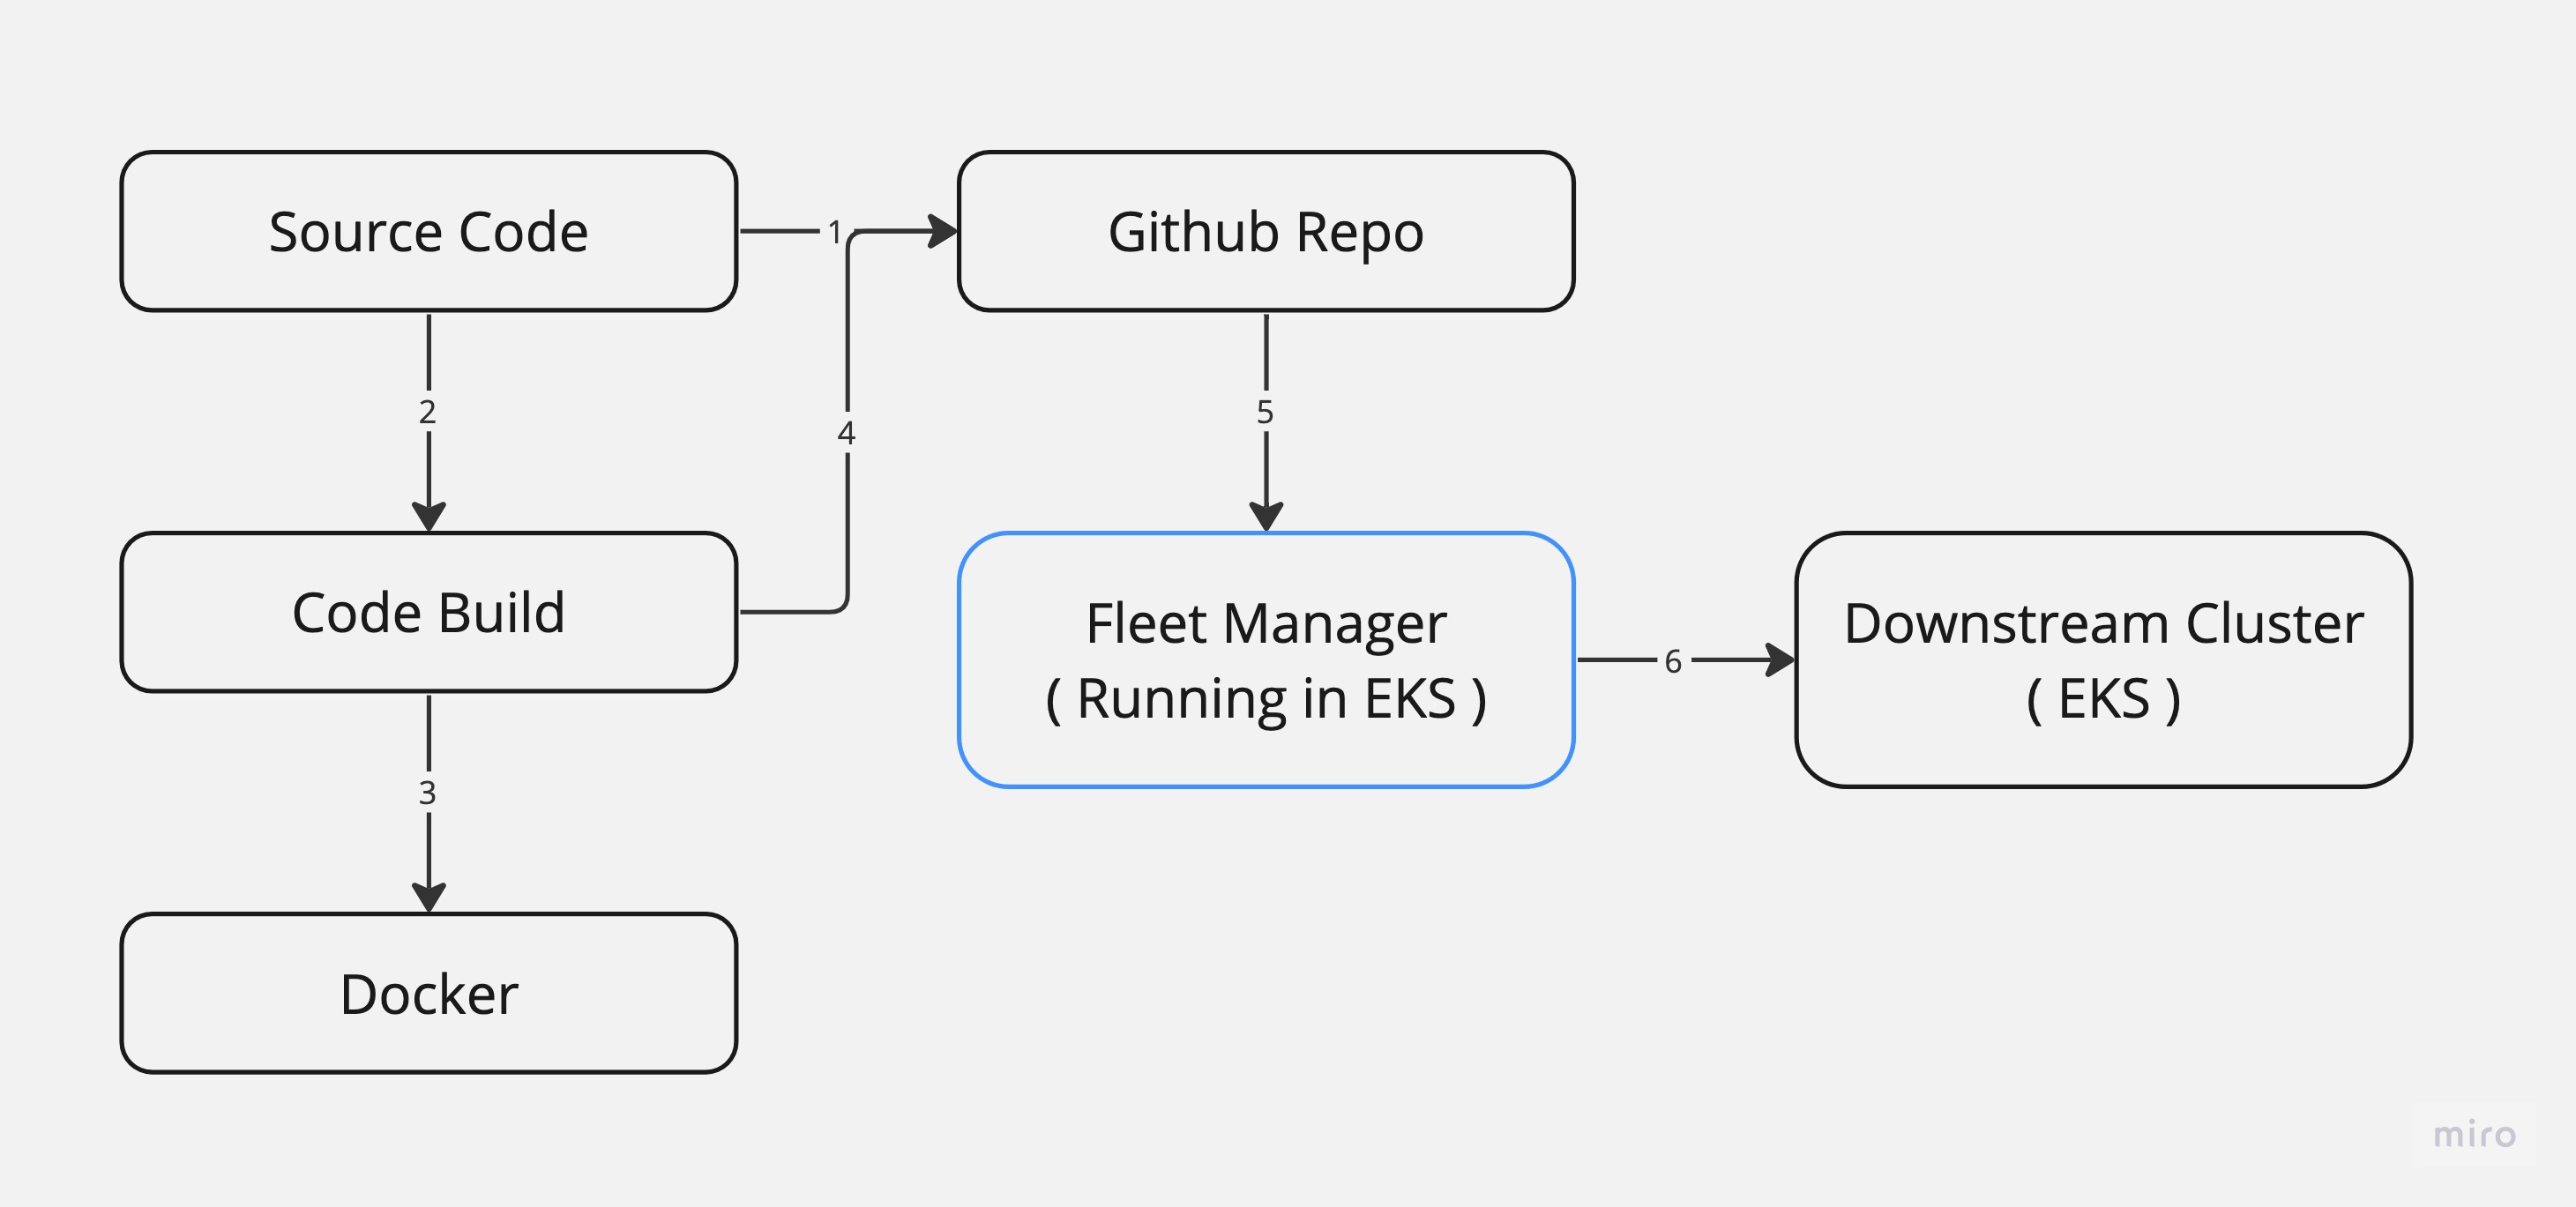 Source Code
1
Github Repo
2
4
5
Code Build
Fleet Manager
( Running in EKS )
6
Downstream Cluster
( EKS )
3
Docker
miro